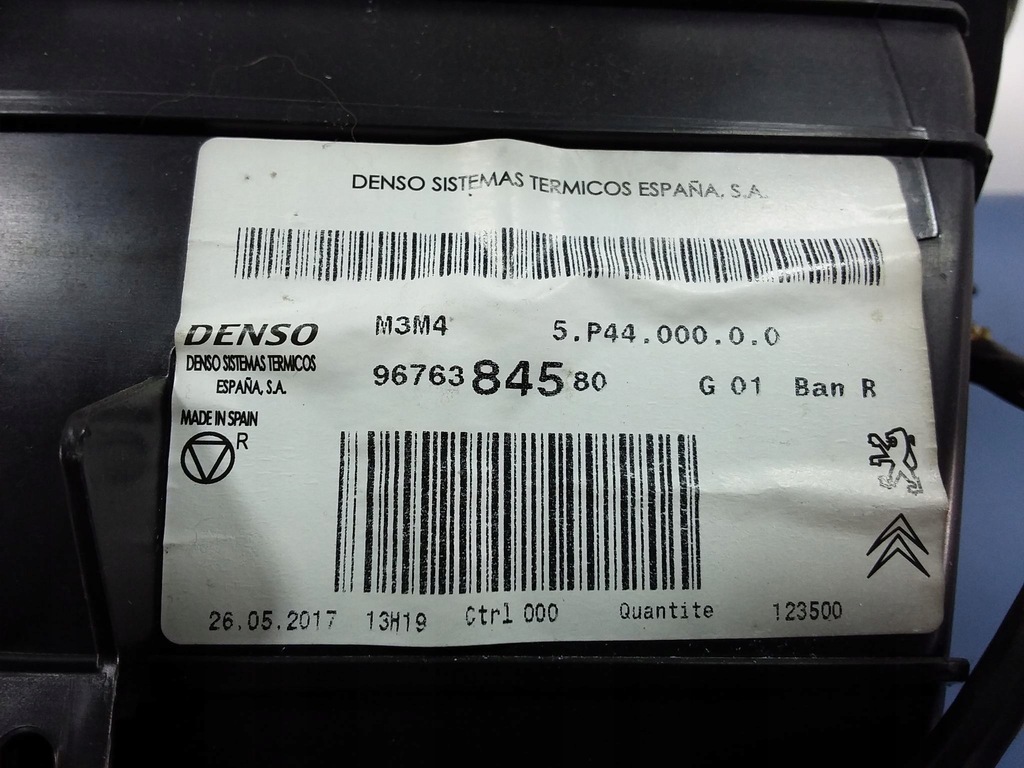 DENSO SISTEMAS TERMICOS ESPAÑA, S.A.
DENSO
DENSO SISTEMAS TERMICOS
ESPAÑA, S.A.
MADE IN SPAIN
R
M3M4 5.P44.000.0.0
96763 845 80 G 01 Ban R
26.05.2017 13H19 Ctrl 000 Quantite 123500